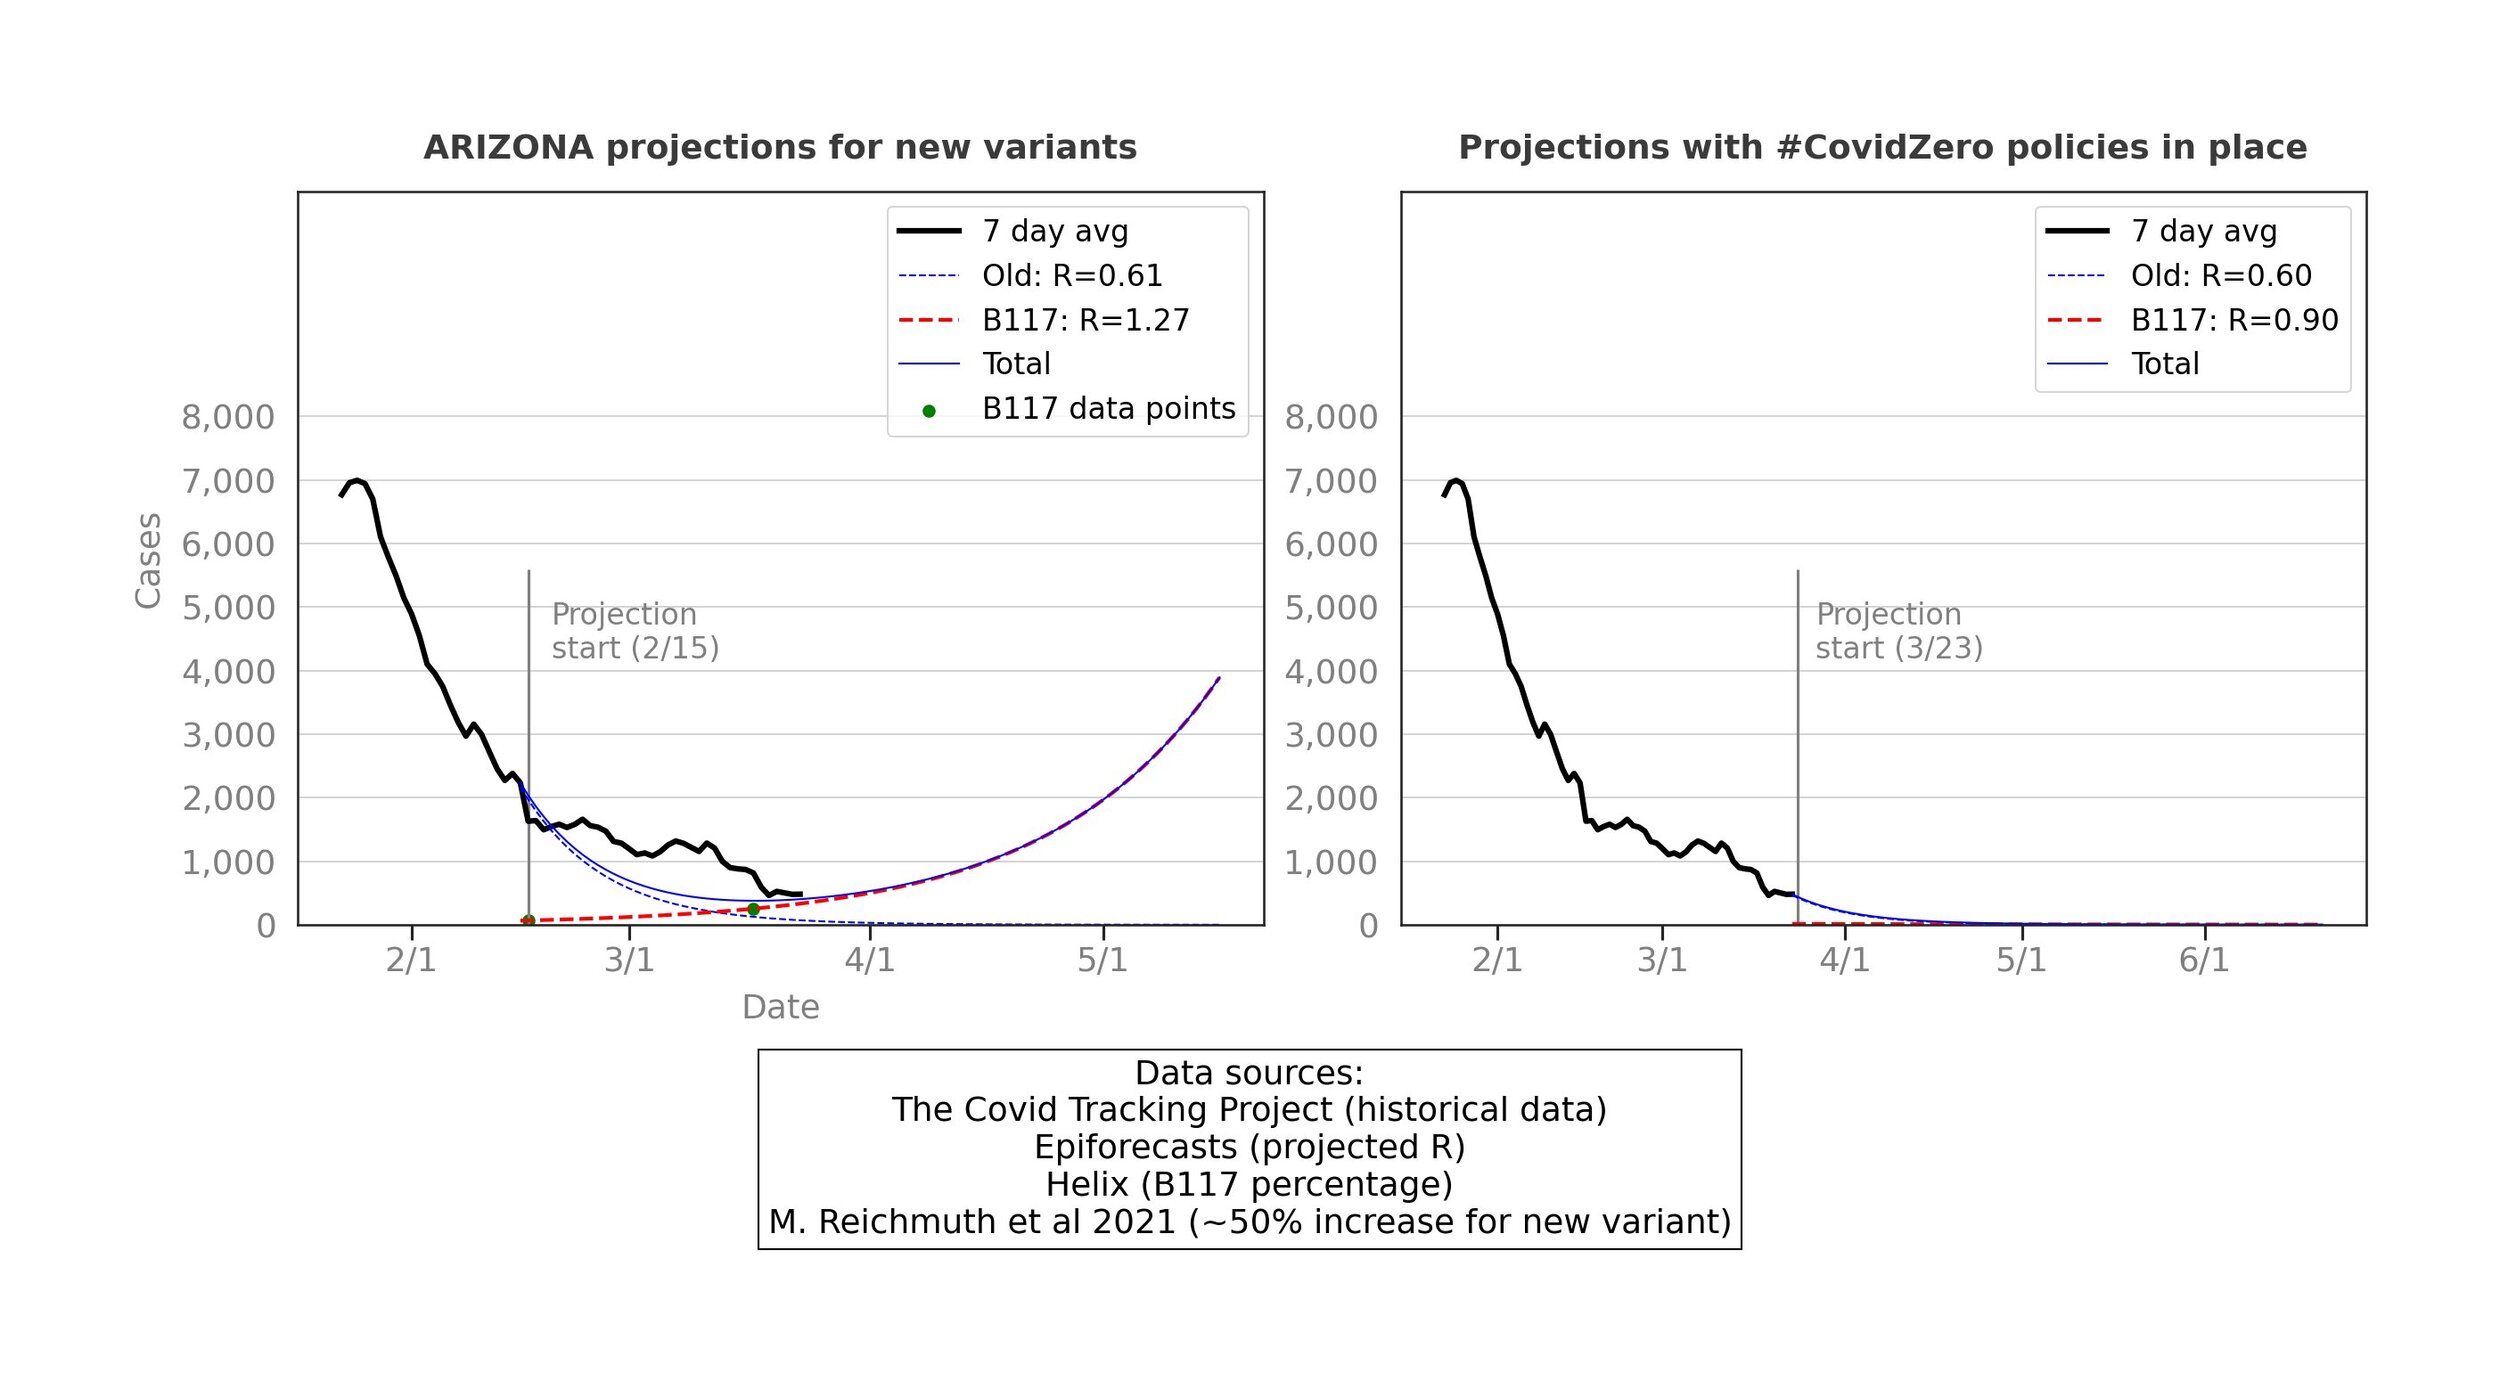 ARIZONA projections for new variants
7 day avg
Old: R=0.61
B117: R=1.27
Total
B117 data points
8,000
7,000
6,000
5,000
4,000
3,000
2,000
1,000
0
Cases
Projection
start (2/15)
2/1
3/1
4/1
5/1
Date
Projections with #CovidZero policies in place
7 day avg
Old: R=0.60
B117: R=0.90
Total
8,000
7,000
6,000
5,000
4,000
3,000
2,000
1,000
0
Projection
start (3/23)
2/1
3/1
4/1
5/1
6/1
Data sources:
The Covid Tracking Project (historical data)
Epiforecasts (projected R)
Helix (B117 percentage)
M. Reichmuth et al 2021 (~50% increase for new variant)